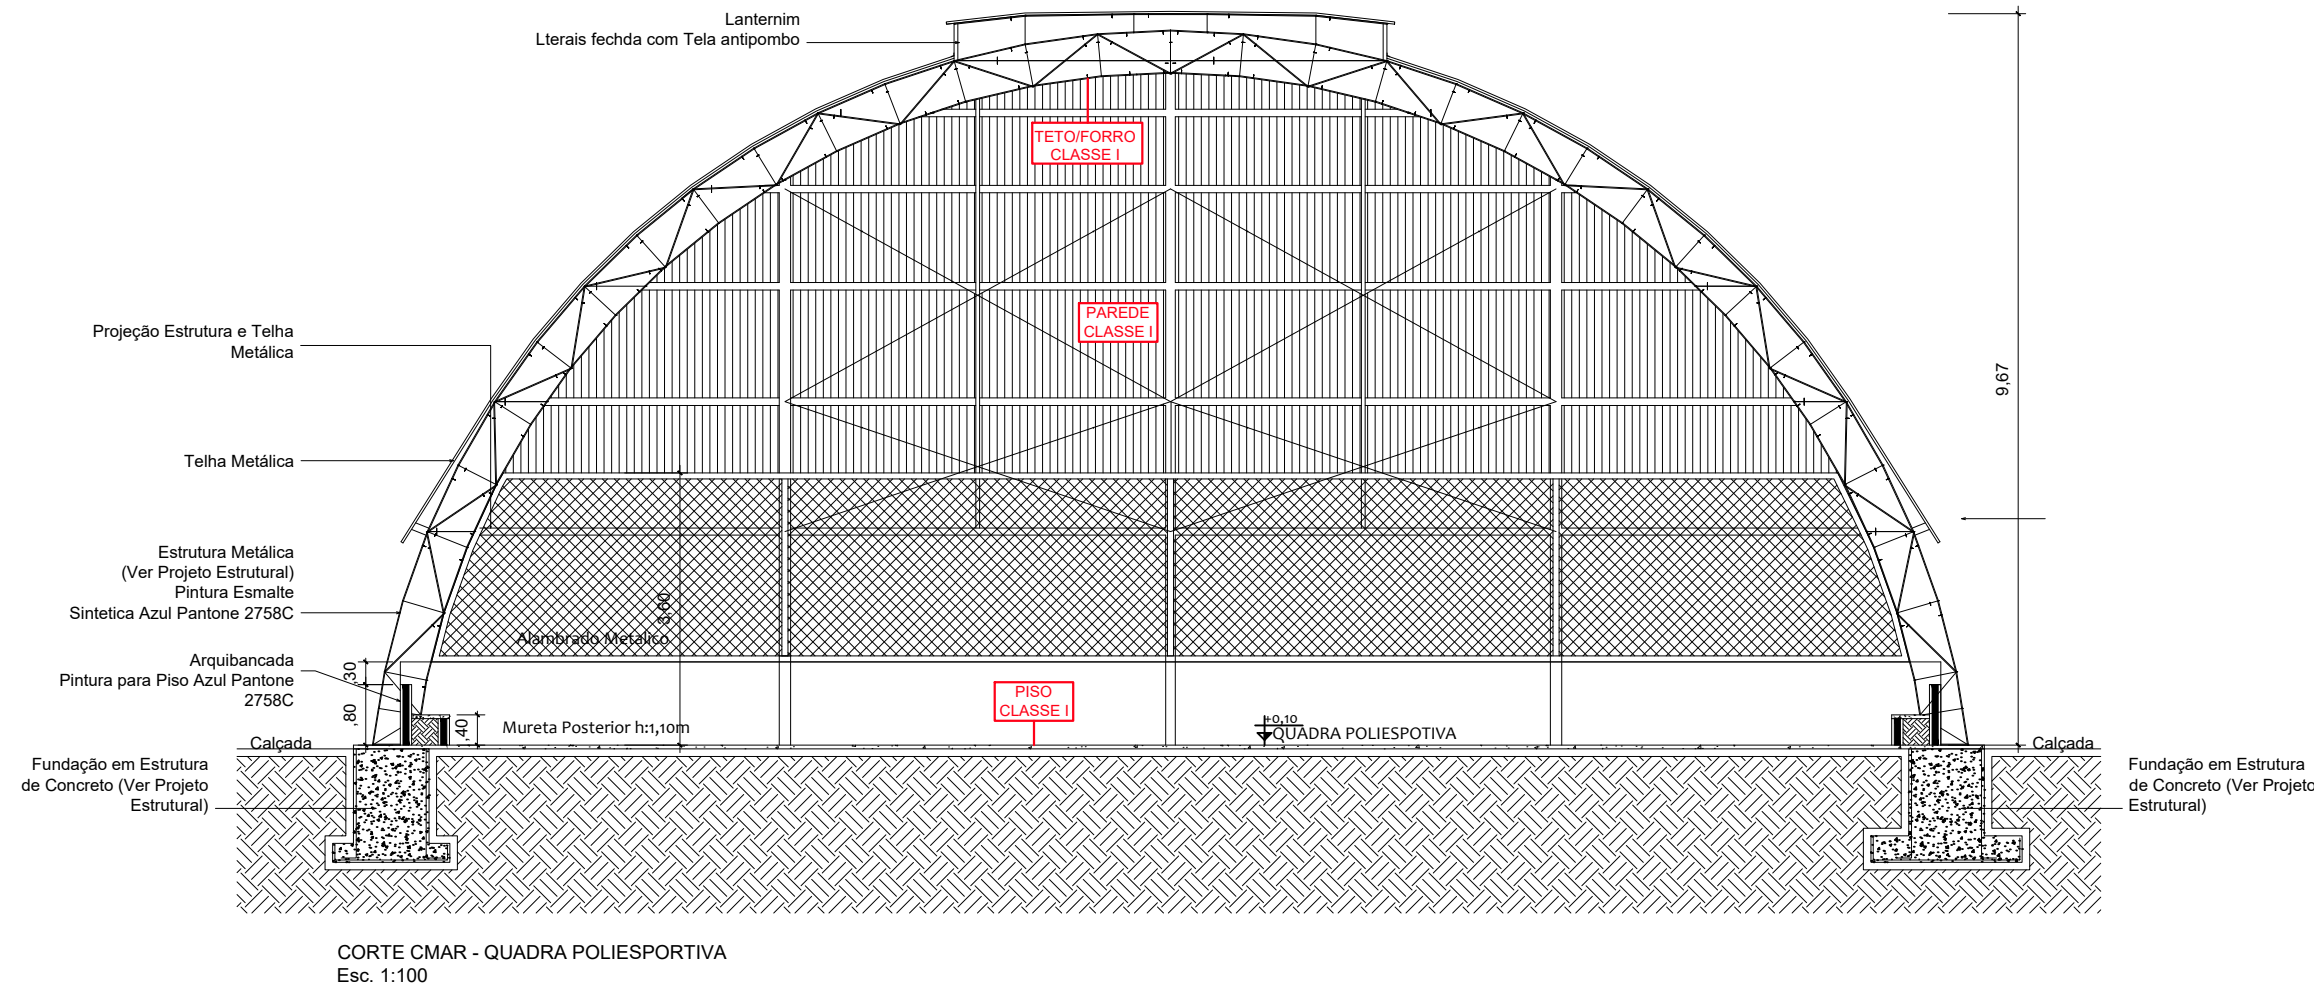 Lanternim
Lterais fechda com Tela antipombo
TETO/FORRO
CLASSE I
PAREDE
CLASSE I
Projeção Estrutura e Telha
Metálica
9,67
Telha Metálica
Estrutura Metálica
(Ver Projeto Estrutural)
Pintura Esmalte
Sintetica Azul Pantone 2758C
3,60
Alambrado Metálico
Arquibancada
Pintura para Piso Azul Pantone
2758C
,30
,80
,40
PISO
CLASSE I
Mureta Posterior h:1,10m
+0,10
QUADRA POLIESPOTIVA
Calçada
Calçada
Fundação em Estrutura
de Concreto (Ver Projeto
Estrutural)
Fundação em Estrutura
de Concreto (Ver Projeto
Estrutural)
CORTE CMAR - QUADRA POLIESPORTIVA
Esc. 1:100